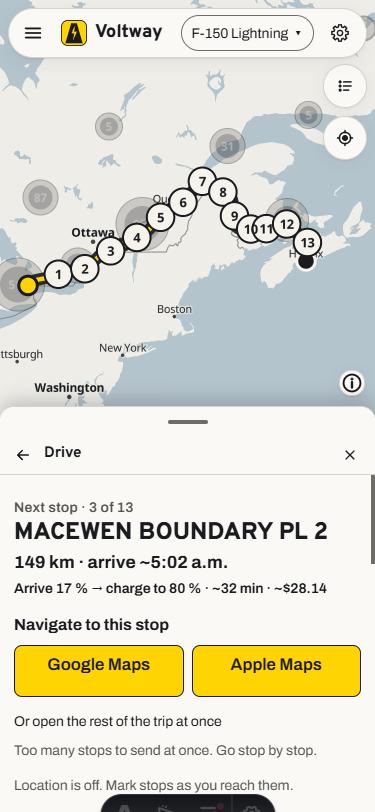 Voltway
F-150 Lightning
5
5
31
87
7
8
6
5
9
4
10
11
12
13
3
2
1
Ottawa
Boston
New York
Washington
Drive
Next stop · 3 of 13
MACEWEN BOUNDARY PL 2
149 km · arrive ~5:02 a.m.
Arrive 17 % → charge to 80 % · ~32 min · ~$28.14
Navigate to this stop
Google Maps
Apple Maps
Or open the rest of the trip at once
Too many stops to send at once. Go stop by stop.
Location is off. Mark stops as you reach them.